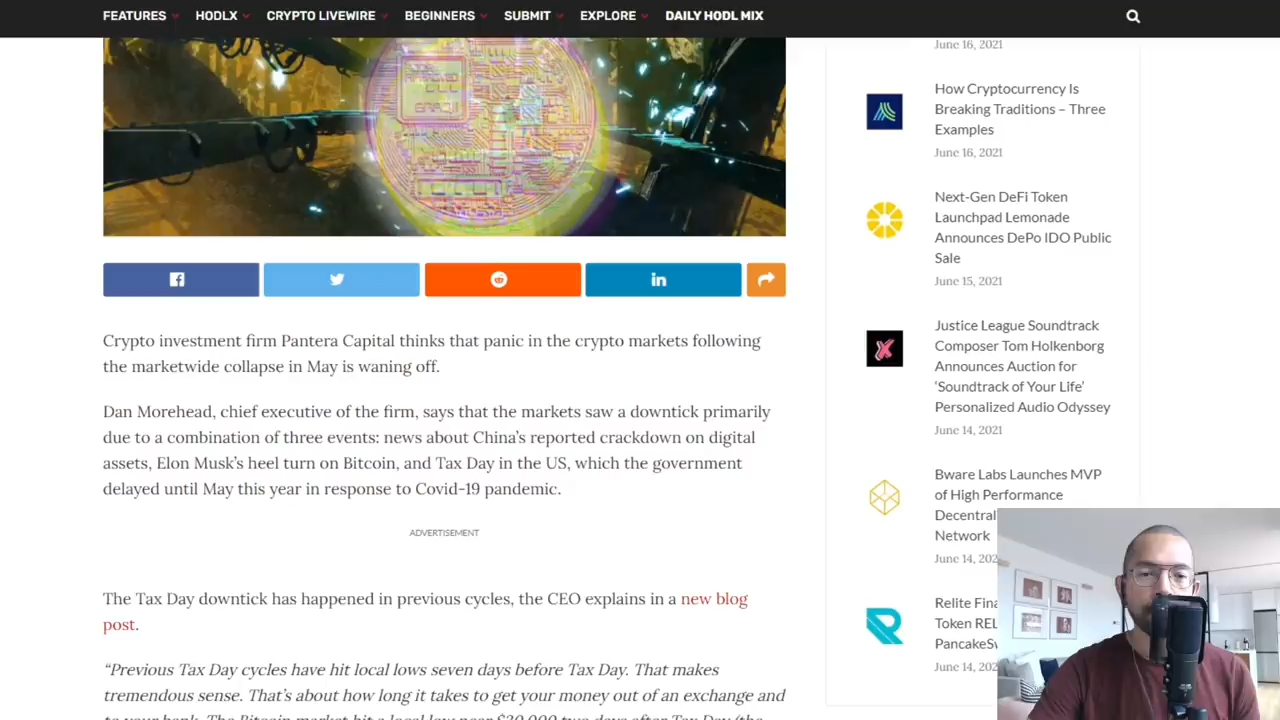 FEATURES HODLX CRYPTO LIVEWIRE BEGINNERS SUBMIT EXPLORE DAILY HODL MIX
Crypto investment firm Pantera Capital thinks that panic in the crypto markets following
the marketwide collapse in May is waning off.
Dan Morehead, chief executive of the firm, says that the markets saw a downtick primarily
due to a combination of three events: news about China’s reported crackdown on digital
assets, Elon Musk’s heel turn on Bitcoin, and Tax Day in the US, which the government
delayed until May this year in response to Covid-19 pandemic.
ADVERTISEMENT
The Tax Day downtick has happened in previous cycles, the CEO explains in a new blog
post.
“Previous Tax Day cycles have hit local lows seven days before Tax Day. That makes
tremendous sense. That’s about how long it takes to get your money out of an exchange and
to your bank. The Bitcoin market hit a local low near $30,000 two days after Tax Day (the
June 16, 2021
How Cryptocurrency Is
Breaking Traditions – Three
Examples
June 16, 2021
Next-Gen DeFi Token
Launchpad Lemonade
Announces DePo IDO Public
Sale
June 15, 2021
Justice League Soundtrack
Composer Tom Holkenborg
Announces Auction for
‘Soundtrack of Your Life’
Personalized Audio Odyssey
June 14, 2021
Bware Labs Launches MVP
of High Performance
Decentral
Network
June 14, 202
Relite Fina
Token REL
PancakeSw
June 14, 202